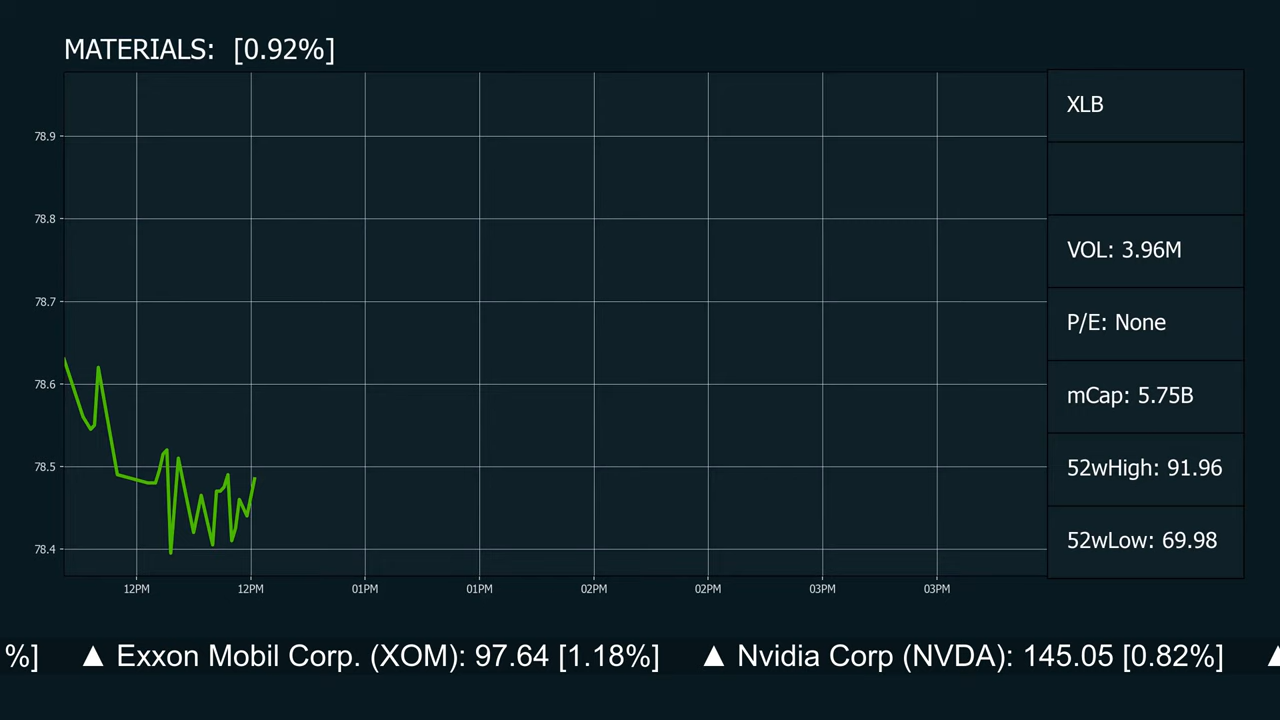 MATERIALS: [0.92%]
XLB
VOL: 3.96M
P/E: None
mCap: 5.75B
52wHigh: 91.96
52wLow: 69.98
78.9
78.8
78.7
78.6
78.5
78.4
12PM 12PM 01PM 01PM 02PM 02PM 03PM 03PM
%] ▲ Exxon Mobil Corp. (XOM): 97.64 [1.18%] ▲ Nvidia Corp (NVDA): 145.05 [0.82%]